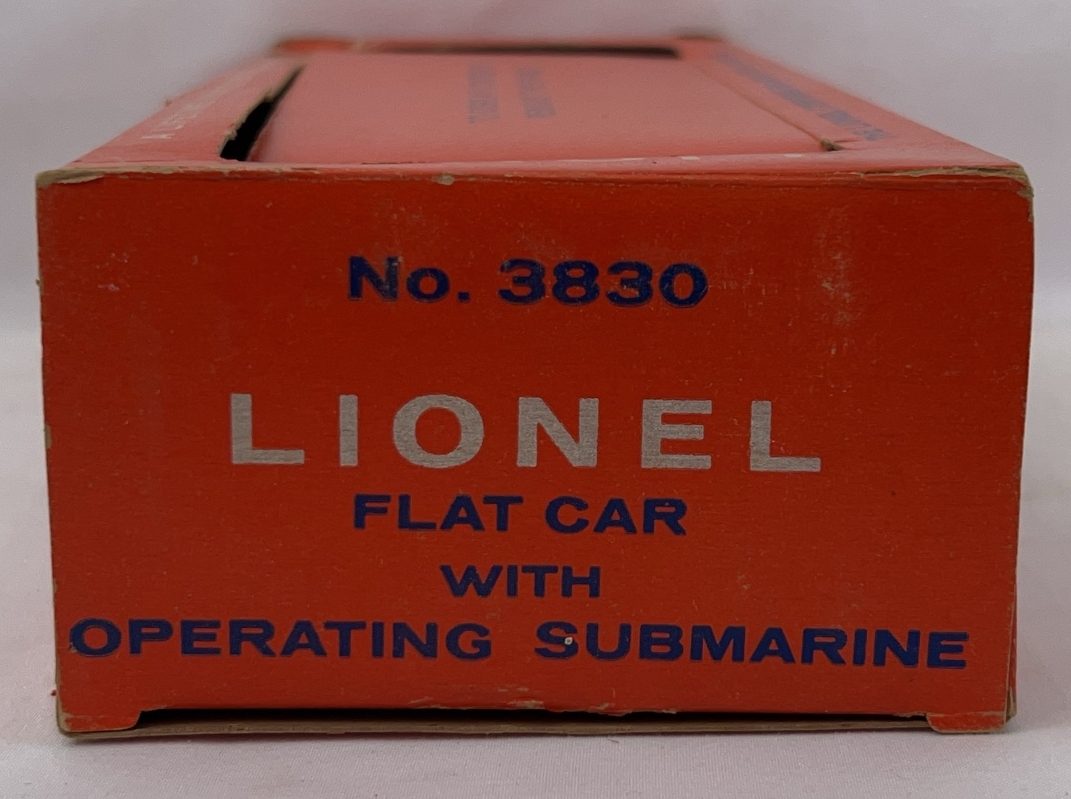 No. 3830
LIONEL
FLAT CAR
WITH
OPERATING SUBMARINE